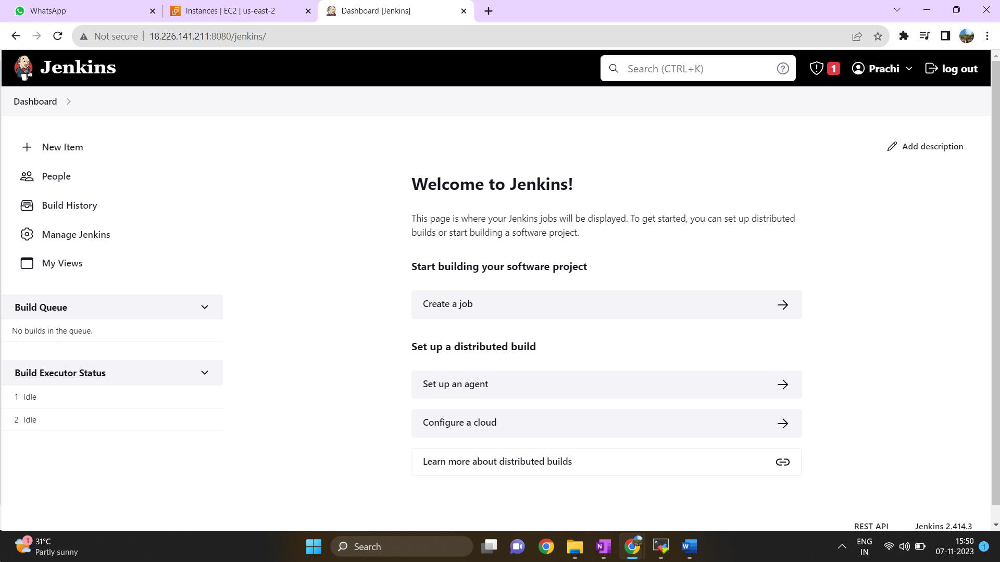 WhatsApp
Instances | EC2 | us-east-2
Dashboard [Jenkins]
Not secure
18.226.141.211:8080/jenkins/
Jenkins
Search (CTRL+K)
?
1
Prachi
log out
Dashboard
New Item
People
Build History
Manage Jenkins
My Views
Build Queue
No builds in the queue.
Build Executor Status
1 Idle
2 Idle
Add description
Welcome to Jenkins!
This page is where your Jenkins jobs will be displayed. To get started, you can set up distributed
builds or start building a software project.
Start building your software project
Create a job
Set up a distributed build
Set up an agent
Configure a cloud
Learn more about distributed builds
REST API
Jenkins 2.414.3
1
31°C
Partly sunny
Search
N
W
ENG
IN
15:50
07-11-2023
1